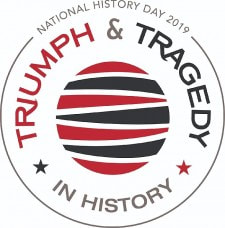 NATIONAL HISTORY DAY 2019
TRIUMPH & TRAGEDY
IN HISTORY